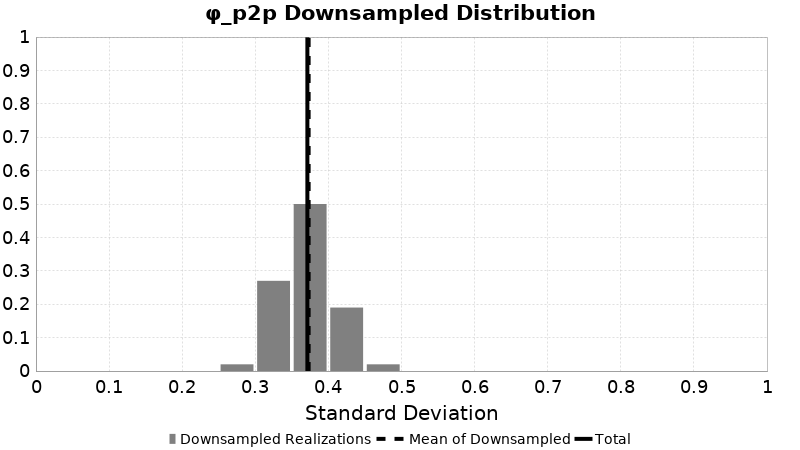 φ_p2p Downsampled Distribution
1
0.9
0.8
0.7
0.6
0.5
0.4
0.3
0.2
0.1
0
0 0.1 0.2 0.3 0.4 0.5 0.6 0.7 0.8 0.9 1
Standard Deviation
Downsampled Realizations Mean of Downsampled Total